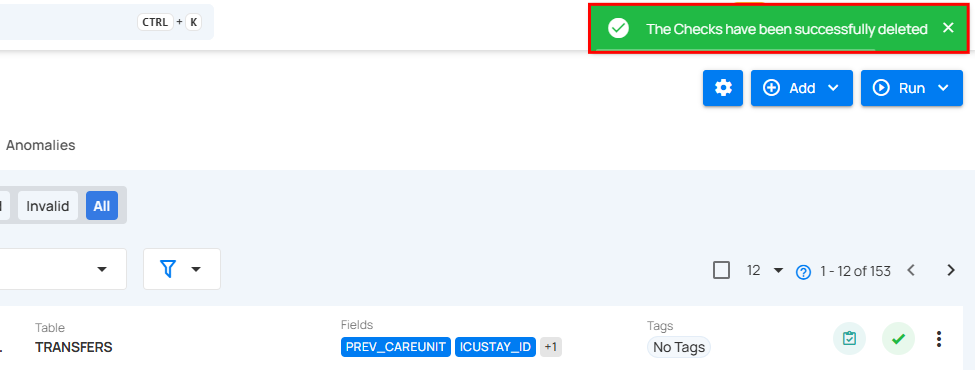 CTRL + K
The Checks have been successfully deleted
Add
Run
Anomalies
Invalid
All
12
1 - 12 of 153
Table
Fields
Tags
TRANSFERS
PREV_CAREUNIT ICUSTAY_ID +1
No Tags